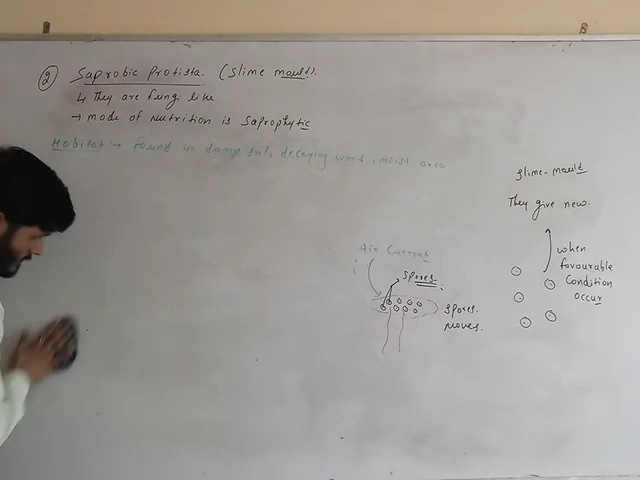 ② Saprobic Protista. (Slime mould).
↳ They are fungi like
→ mode of Nutrition is Saprophytic
Habitat :→ found in damp soil, decaying wood, moist area
Slime-mould
They give new.
when
favourable
Condition
occur
Air Current
Spores
Spores.
moves.